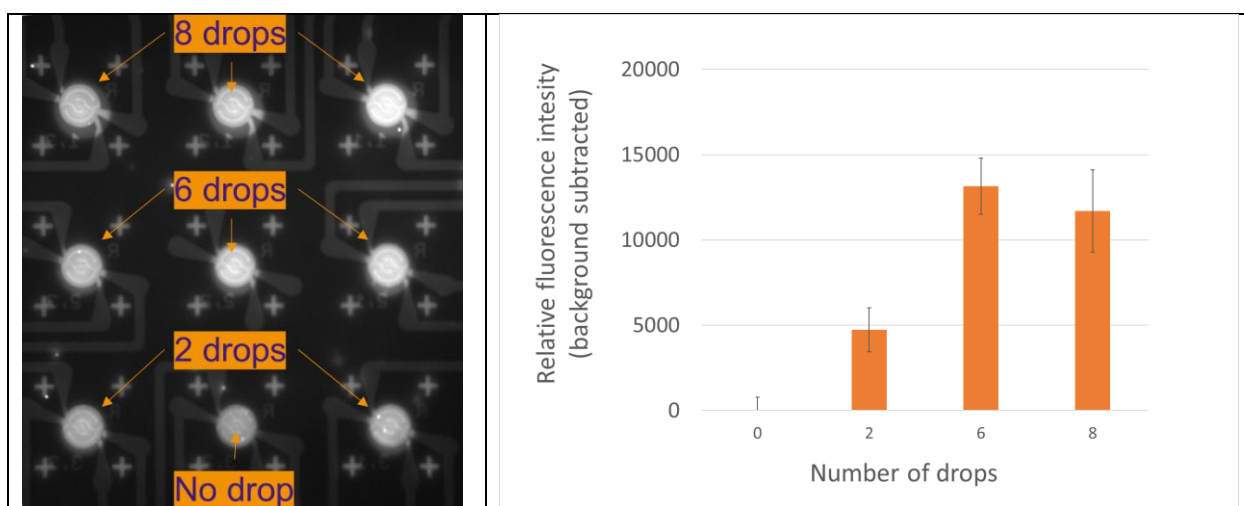 8 drops
6 drops
2 drops
No drop
Relative fluorescence intesity
(background subtracted)
20000
15000
10000
5000
0
0 2 6 8
Number of drops